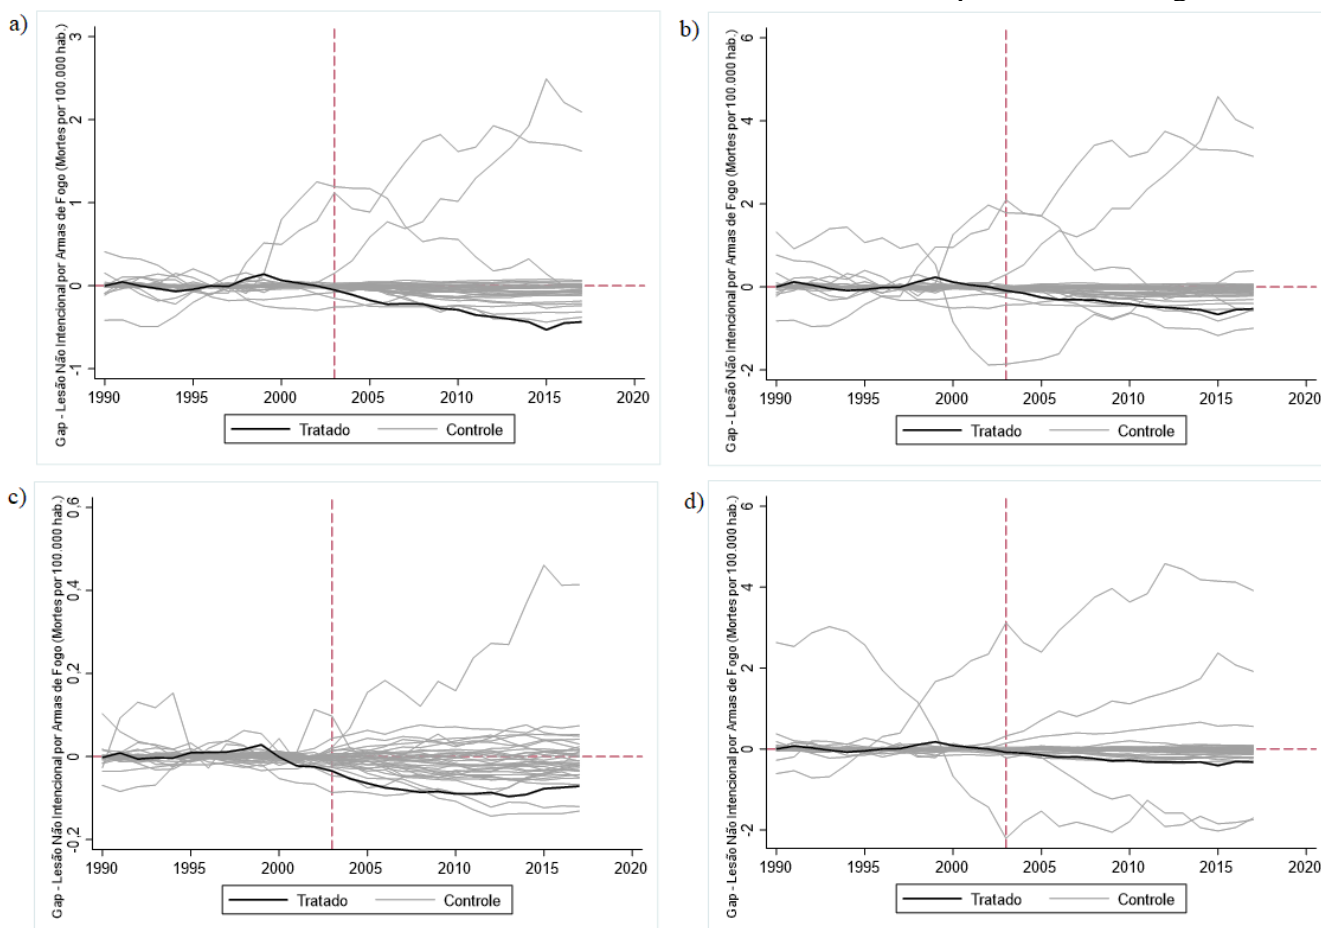 a)
Gap - Lesão Não Intencional por Armas de Fogo (Mortes por 100.000 hab.)
3
2
1
0
-1
1990 1995 2000 2005 2010 2015 2020
Tratado Controle
b)
Gap - Lesão Não Intencional por Armas de Fogo (Mortes por 100.000 hab.)
6
4
2
0
-2
1990 1995 2000 2005 2010 2015 2020
Tratado Controle
c)
Gap - Lesão Não Intencional por Armas de Fogo (Mortes por 100.000 hab.)
0,6
0,4
0,2
0
-0,2
1990 1995 2000 2005 2010 2015 2020
Tratado Controle
d)
Gap - Lesão Não Intencional por Armas de Fogo (Mortes por 100.000 hab.)
6
4
2
0
-2
1990 1995 2000 2005 2010 2015 2020
Tratado Controle